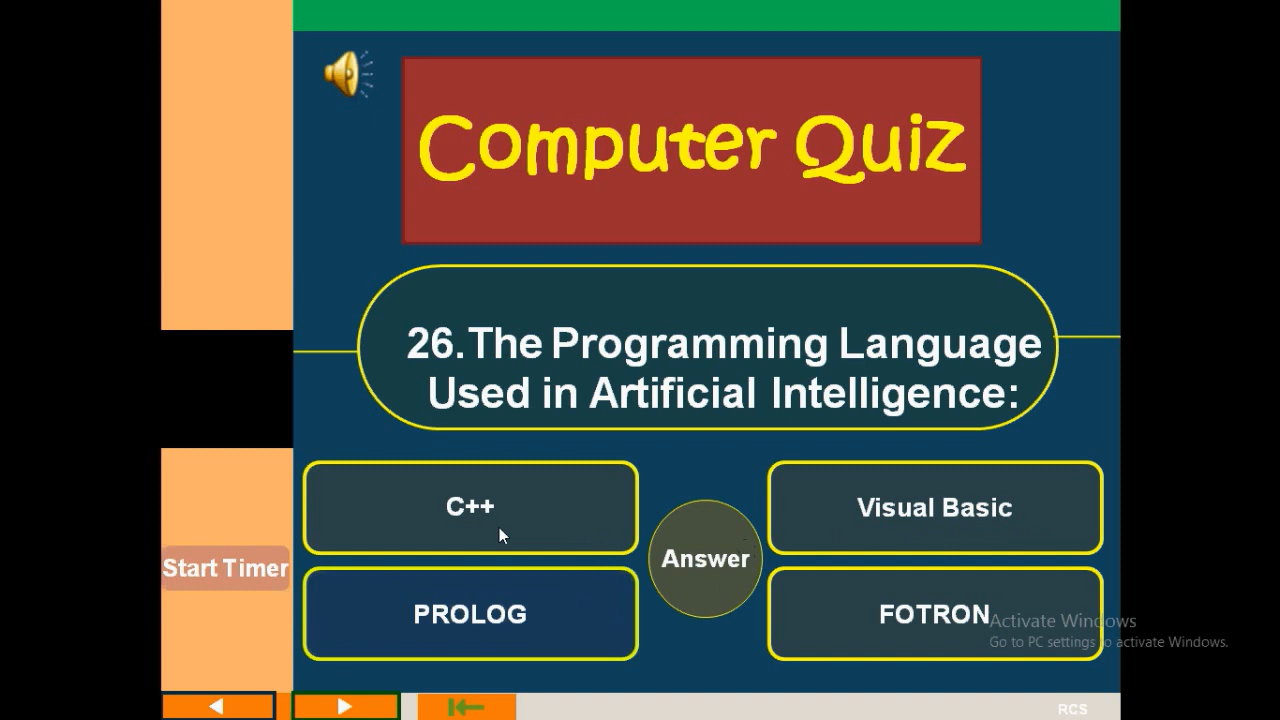 Computer Quiz
26.The Programming Language
Used in Artificial Intelligence:
C++
Visual Basic
Answer
PROLOG
FOTRON
Start Timer
Activate Windows
Go to PC settings to activate Windows.
RCS